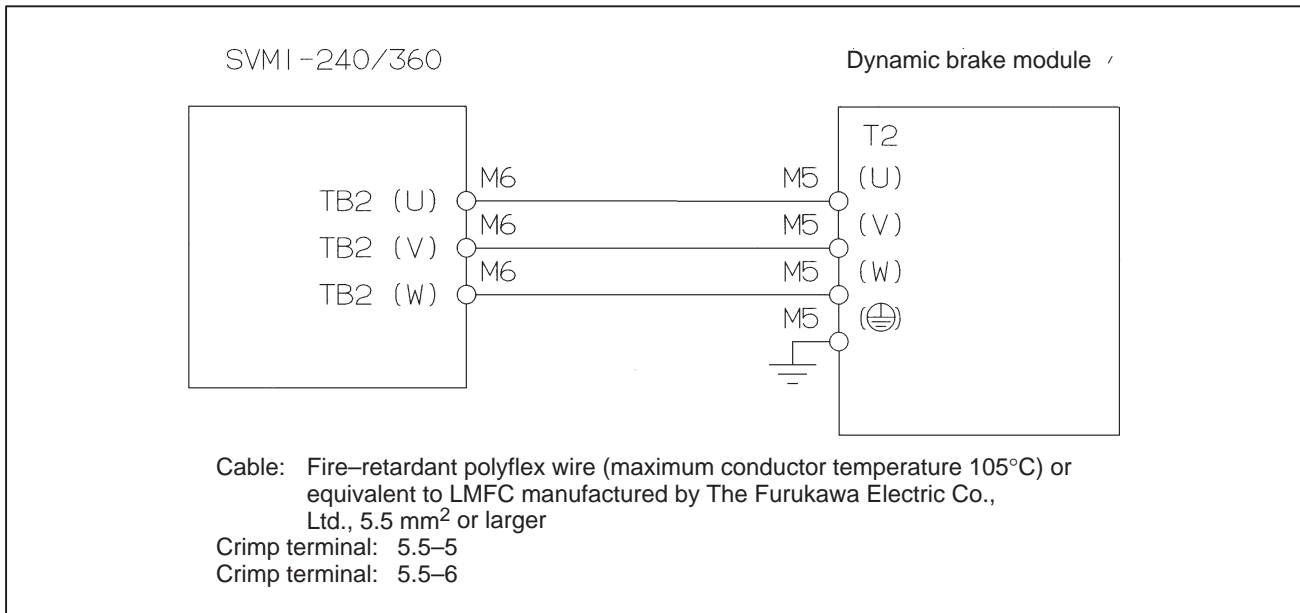 SVM1-240/360
Dynamic brake module
T2
TB2 (U) M6 M5 (U)
TB2 (V) M6 M5 (V)
TB2 (W) M6 M5 (W)
M5 (⏚)
Cable: Fire–retardant polyflex wire (maximum conductor temperature 105°C) or
equivalent to LMFC manufactured by The Furukawa Electric Co.,
Ltd., 5.5 mm² or larger
Crimp terminal: 5.5–5
Crimp terminal: 5.5–6